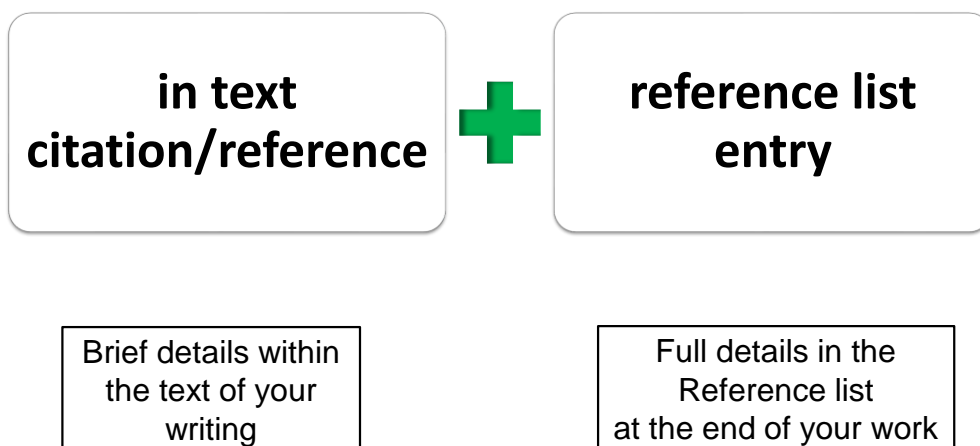 in text
citation/reference
reference list
entry
Brief details within
the text of your
writing
Full details in the
Reference list
at the end of your work